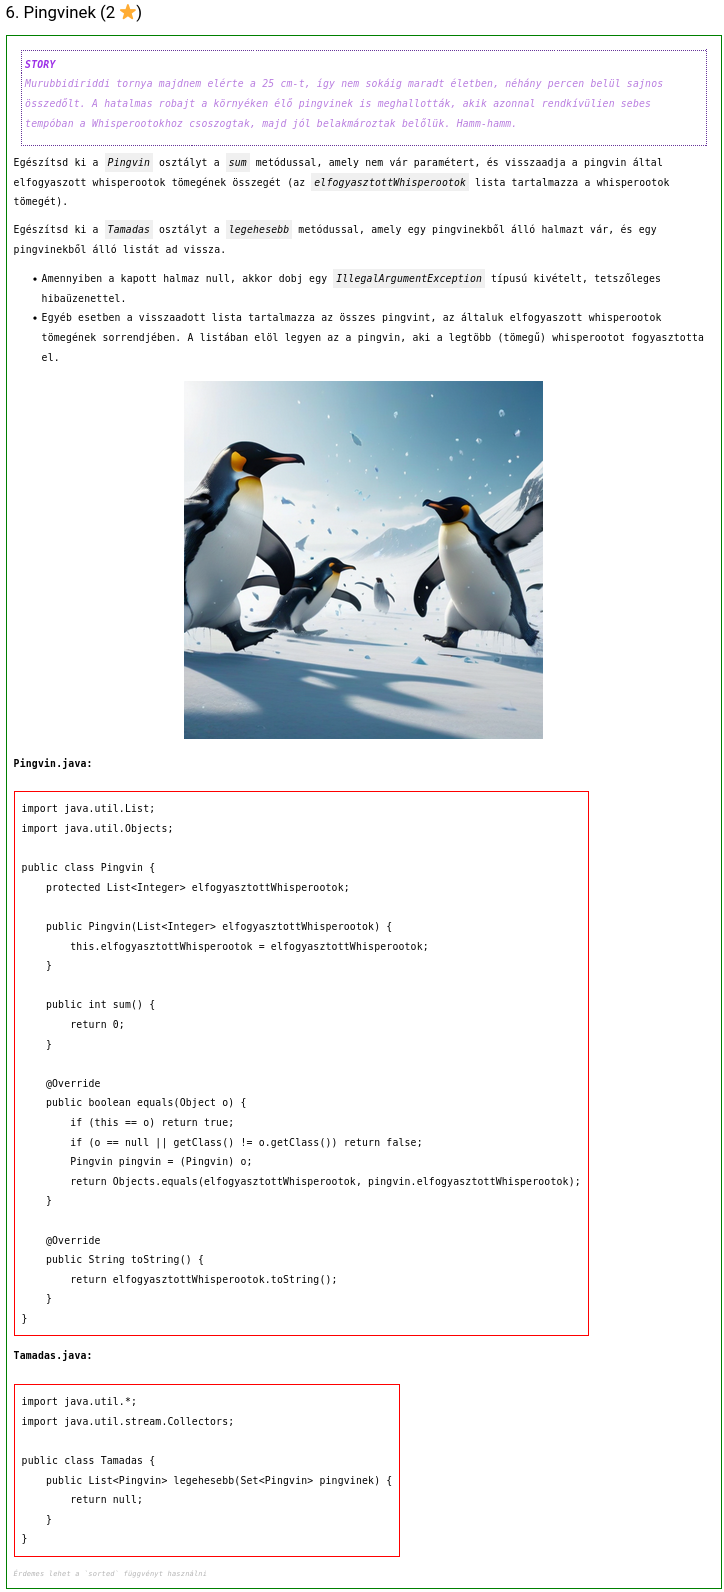 6. Pingvinek (2 ⭐)
STORY
Murubbidiriddi tornya majdnem elérte a 25 cm-t, így nem sokáig maradt életben, néhány percen belül sajnos
összedőlt. A hatalmas robajt a környéken élő pingvinek is meghallották, akik azonnal rendkívülien sebes
tempóban a Whisperootokhoz csoszogtak, majd jól belakmároztak belőlük. Hamm-hamm.
Egészítsd ki a Pingvin osztályt a sum metódussal, amely nem vár paramétert, és visszaadja a pingvin által
elfogyaszott whisperootok tömegének összegét (az elfogyasztottWhisperootok lista tartalmazza a whisperootok
tömegét).
Egészítsd ki a Tamadas osztályt a legehesebb metódussal, amely egy pingvinekből álló halmazt vár, és egy
pingvinekből álló listát ad vissza.
• Amennyiben a kapott halmaz null, akkor dobj egy IllegalArgumentException típusú kivételt, tetszőleges
hibaüzenettel.
• Egyéb esetben a visszaadott lista tartalmazza az összes pingvint, az általuk elfogyaszott whisperootok
tömegének sorrendjében. A listában elöl legyen az a pingvin, aki a legtöbb (tömegű) whisperootot fogyasztotta
el.
Pingvin.java:
import java.util.List;
import java.util.Objects;
public class Pingvin {
    protected List<Integer> elfogyasztottWhisperootok;
    public Pingvin(List<Integer> elfogyasztottWhisperootok) {
        this.elfogyasztottWhisperootok = elfogyasztottWhisperootok;
    }
    public int sum() {
        return 0;
    }
    @Override
    public boolean equals(Object o) {
        if (this == o) return true;
        if (o == null || getClass() != o.getClass()) return false;
        Pingvin pingvin = (Pingvin) o;
        return Objects.equals(elfogyasztottWhisperootok, pingvin.elfogyasztottWhisperootok);
    }
    @Override
    public String toString() {
        return elfogyasztottWhisperootok.toString();
    }
}
Tamadas.java:
import java.util.*;
import java.util.stream.Collectors;
public class Tamadas {
    public List<Pingvin> legehesebb(Set<Pingvin> pingvinek) {
        return null;
    }
}
Érdemes lehet a `sorted` függvényt használni